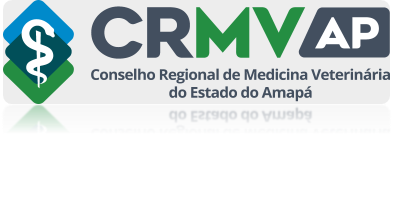 CRMV AP
Conselho Regional de Medicina Veterinária
do Estado do Amapá